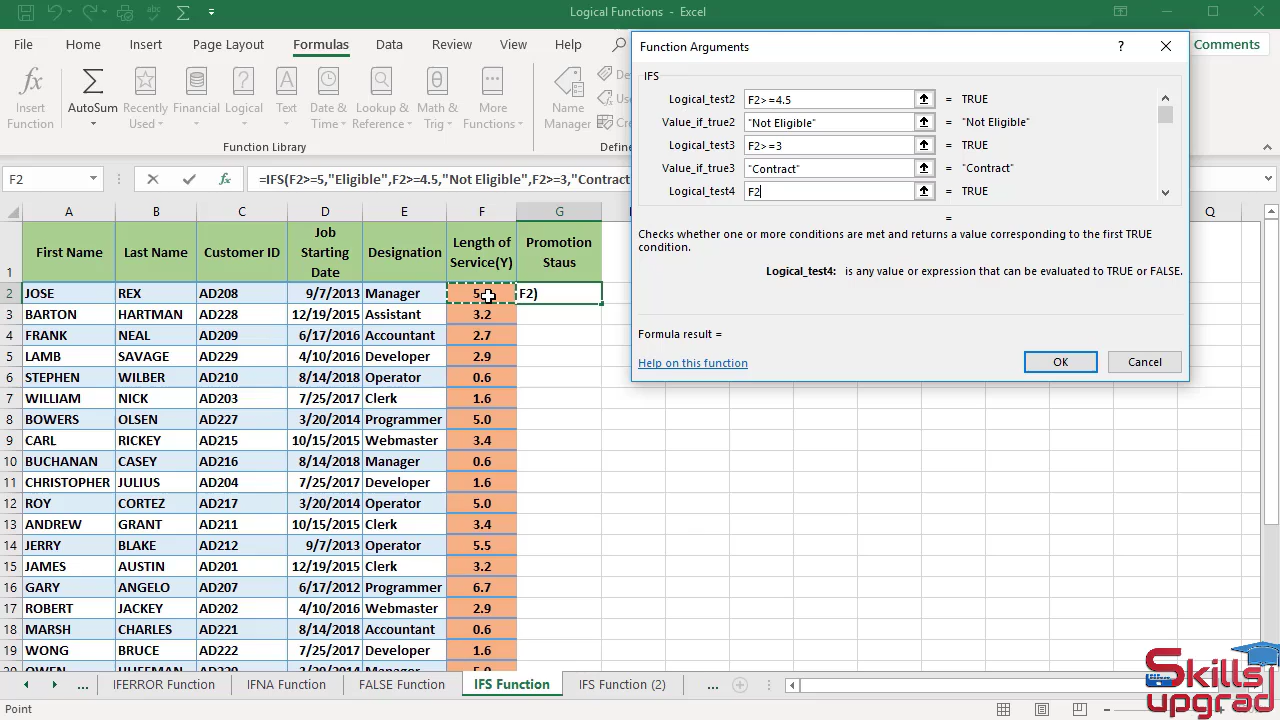 Logical Functions - Excel
File Home Insert Page Layout Formulas Data Review View Help Comments
Insert Function
AutoSum
Recently Used
Financial
Logical
Text
Date & Time
Lookup & Reference
Math & Trig
More Functions
Name Manager
Function Library
F2
=IFS(F2>=5,"Eligible",F2>=4.5,"Not Eligible",F2>=3,"Contract
Function Arguments
IFS
Logical_test2 F2>=4.5 = TRUE
Value_if_true2 "Not Eligible" = "Not Eligible"
Logical_test3 F2>=3 = TRUE
Value_if_true3 "Contract" = "Contract"
Logical_test4 F2 = TRUE
=
Checks whether one or more conditions are met and returns a value corresponding to the first TRUE
condition.
Logical_test4: is any value or expression that can be evaluated to TRUE or FALSE.
Formula result =
Help on this function
OK Cancel
A B C D E F G Q
1 First Name Last Name Customer ID Job Starting Date Designation Length of Service(Y) Promotion Staus
2 JOSE REX AD208 9/7/2013 Manager F2)
3 BARTON HARTMAN AD228 12/19/2015 Assistant 3.2
4 FRANK NEAL AD209 6/17/2016 Accountant 2.7
5 LAMB SAVAGE AD229 4/10/2016 Developer 2.9
6 STEPHEN WILBER AD210 8/14/2018 Operator 0.6
7 WILLIAM NICK AD203 7/25/2017 Clerk 1.6
8 BOWERS OLSEN AD227 3/20/2014 Programmer 5.0
9 CARL RICKEY AD215 10/15/2015 Webmaster 3.4
10 BUCHANAN CASEY AD216 8/14/2018 Manager 0.6
11 CHRISTOPHER JULIUS AD204 7/25/2017 Developer 1.6
12 ROY CORTEZ AD217 3/20/2014 Operator 5.0
13 ANDREW GRANT AD211 10/15/2015 Clerk 3.4
14 JERRY BLAKE AD212 9/7/2013 Operator 5.5
15 JAMES AUSTIN AD201 12/19/2015 Clerk 3.2
16 GARY ANGELO AD207 6/17/2012 Programmer 6.7
17 ROBERT JACKEY AD202 4/10/2016 Webmaster 2.9
18 MARSH CHARLES AD221 8/14/2018 Accountant 0.6
19 WONG BRUCE AD222 7/25/2017 Developer 1.6
... IFERROR Function IFNA Function FALSE Function IFS Function IFS Function (2) ...
Point
Skills
upgrad